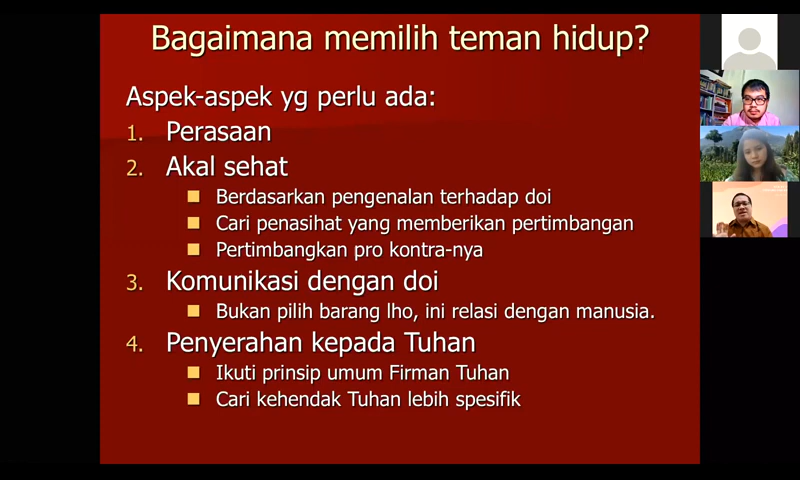 Bagaimana memilih teman hidup?
Aspek-aspek yg perlu ada:
1. Perasaan
2. Akal sehat
Berdasarkan pengenalan terhadap doi
Cari penasihat yang memberikan pertimbangan
Pertimbangkan pro kontra-nya
3. Komunikasi dengan doi
Bukan pilih barang lho, ini relasi dengan manusia.
4. Penyerahan kepada Tuhan
Ikuti prinsip umum Firman Tuhan
Cari kehendak Tuhan lebih spesifik